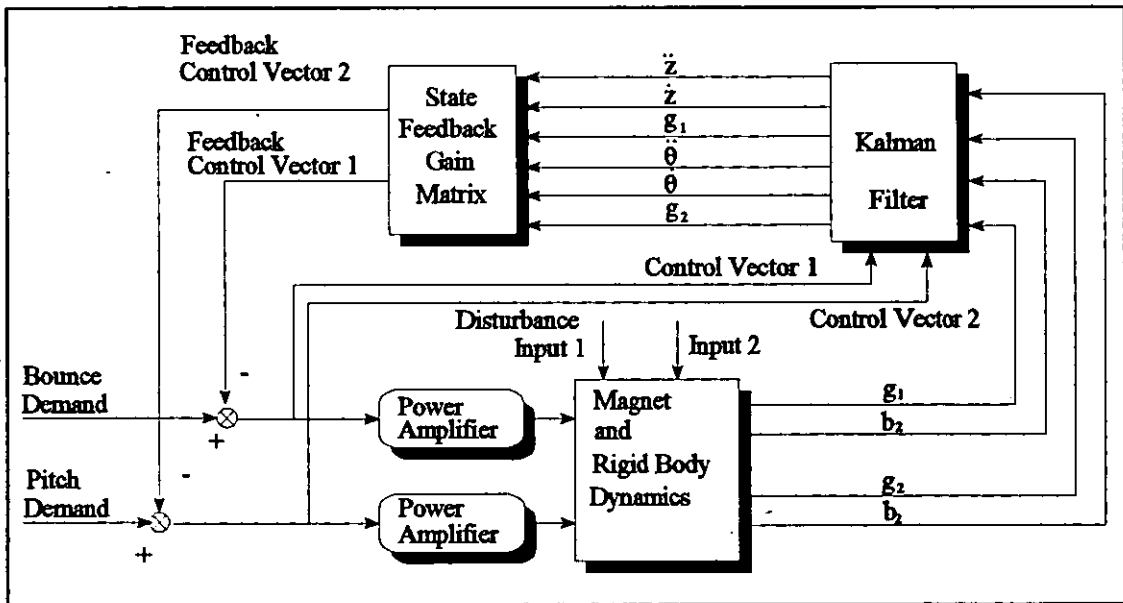 Feedback
Control Vector 2
Feedback
Control Vector 1
State
Feedback
Gain
Matrix
z̈
ż
g₁
θ̈
θ̇
g₂
Kalman
Filter
Control Vector 1
Control Vector 2
Disturbance
Input 1
Input 2
Bounce
Demand
-
+
Power
Amplifier
Magnet
and
Rigid Body
Dynamics
g₁
b₂
g₂
b₂
Pitch
Demand
-
+
Power
Amplifier